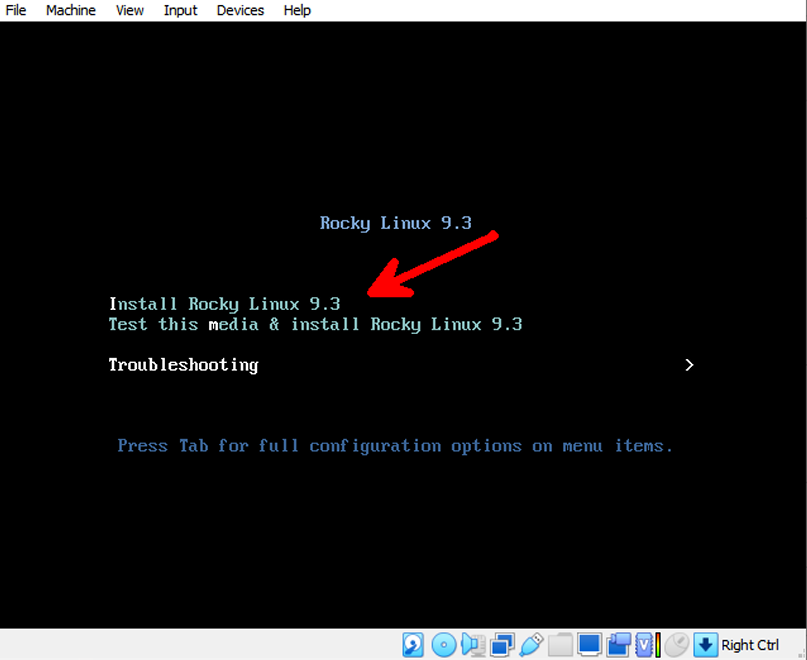 File Machine View Input Devices Help
Rocky Linux 9.3
Install Rocky Linux 9.3
Test this media & install Rocky Linux 9.3
Troubleshooting >
Press Tab for full configuration options on menu items.
Right Ctrl